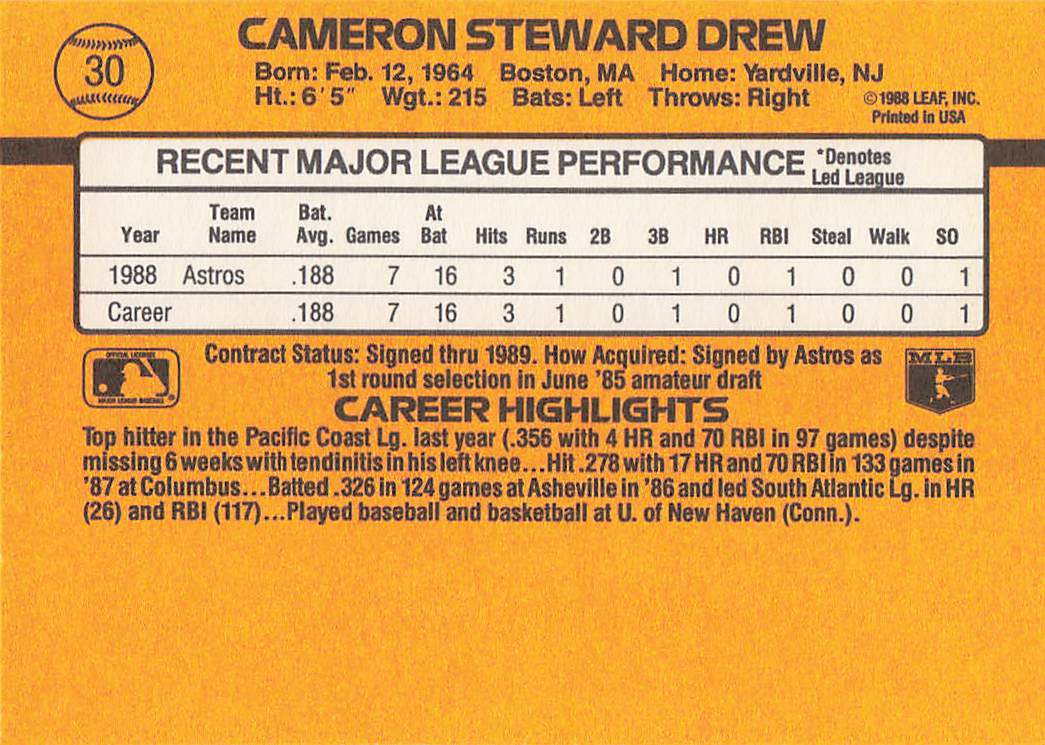 30
CAMERON STEWARD DREW
Born: Feb. 12, 1964 Boston, MA Home: Yardville, NJ
Ht.: 6' 5" Wgt.: 215 Bats: Left Throws: Right
©1988 LEAF, INC.
Printed in USA
RECENT MAJOR LEAGUE PERFORMANCE *Denotes
Led League
Team Bat. At
Year Name Avg. Games Bat Hits Runs 2B 3B HR RBI Steal Walk SO
1988 Astros .188 7 16 3 1 0 1 0 1 0 0 1
Career .188 7 16 3 1 0 1 0 1 0 0 1
OFFICIAL LICENSEE
MAJOR LEAGUE BASEBALL
MLB
Contract Status: Signed thru 1989. How Acquired: Signed by Astros as
1st round selection in June '85 amateur draft
CAREER HIGHLIGHTS
Top hitter in the Pacific Coast Lg. last year (.356 with 4 HR and 70 RBI in 97 games) despite
missing 6 weeks with tendinitis in his left knee...Hit .278 with 17 HR and 70 RBI in 133 games in
'87 at Columbus...Batted .326 in 124 games at Asheville in '86 and led South Atlantic Lg. in HR
(26) and RBI (117)...Played baseball and basketball at U. of New Haven (Conn.).